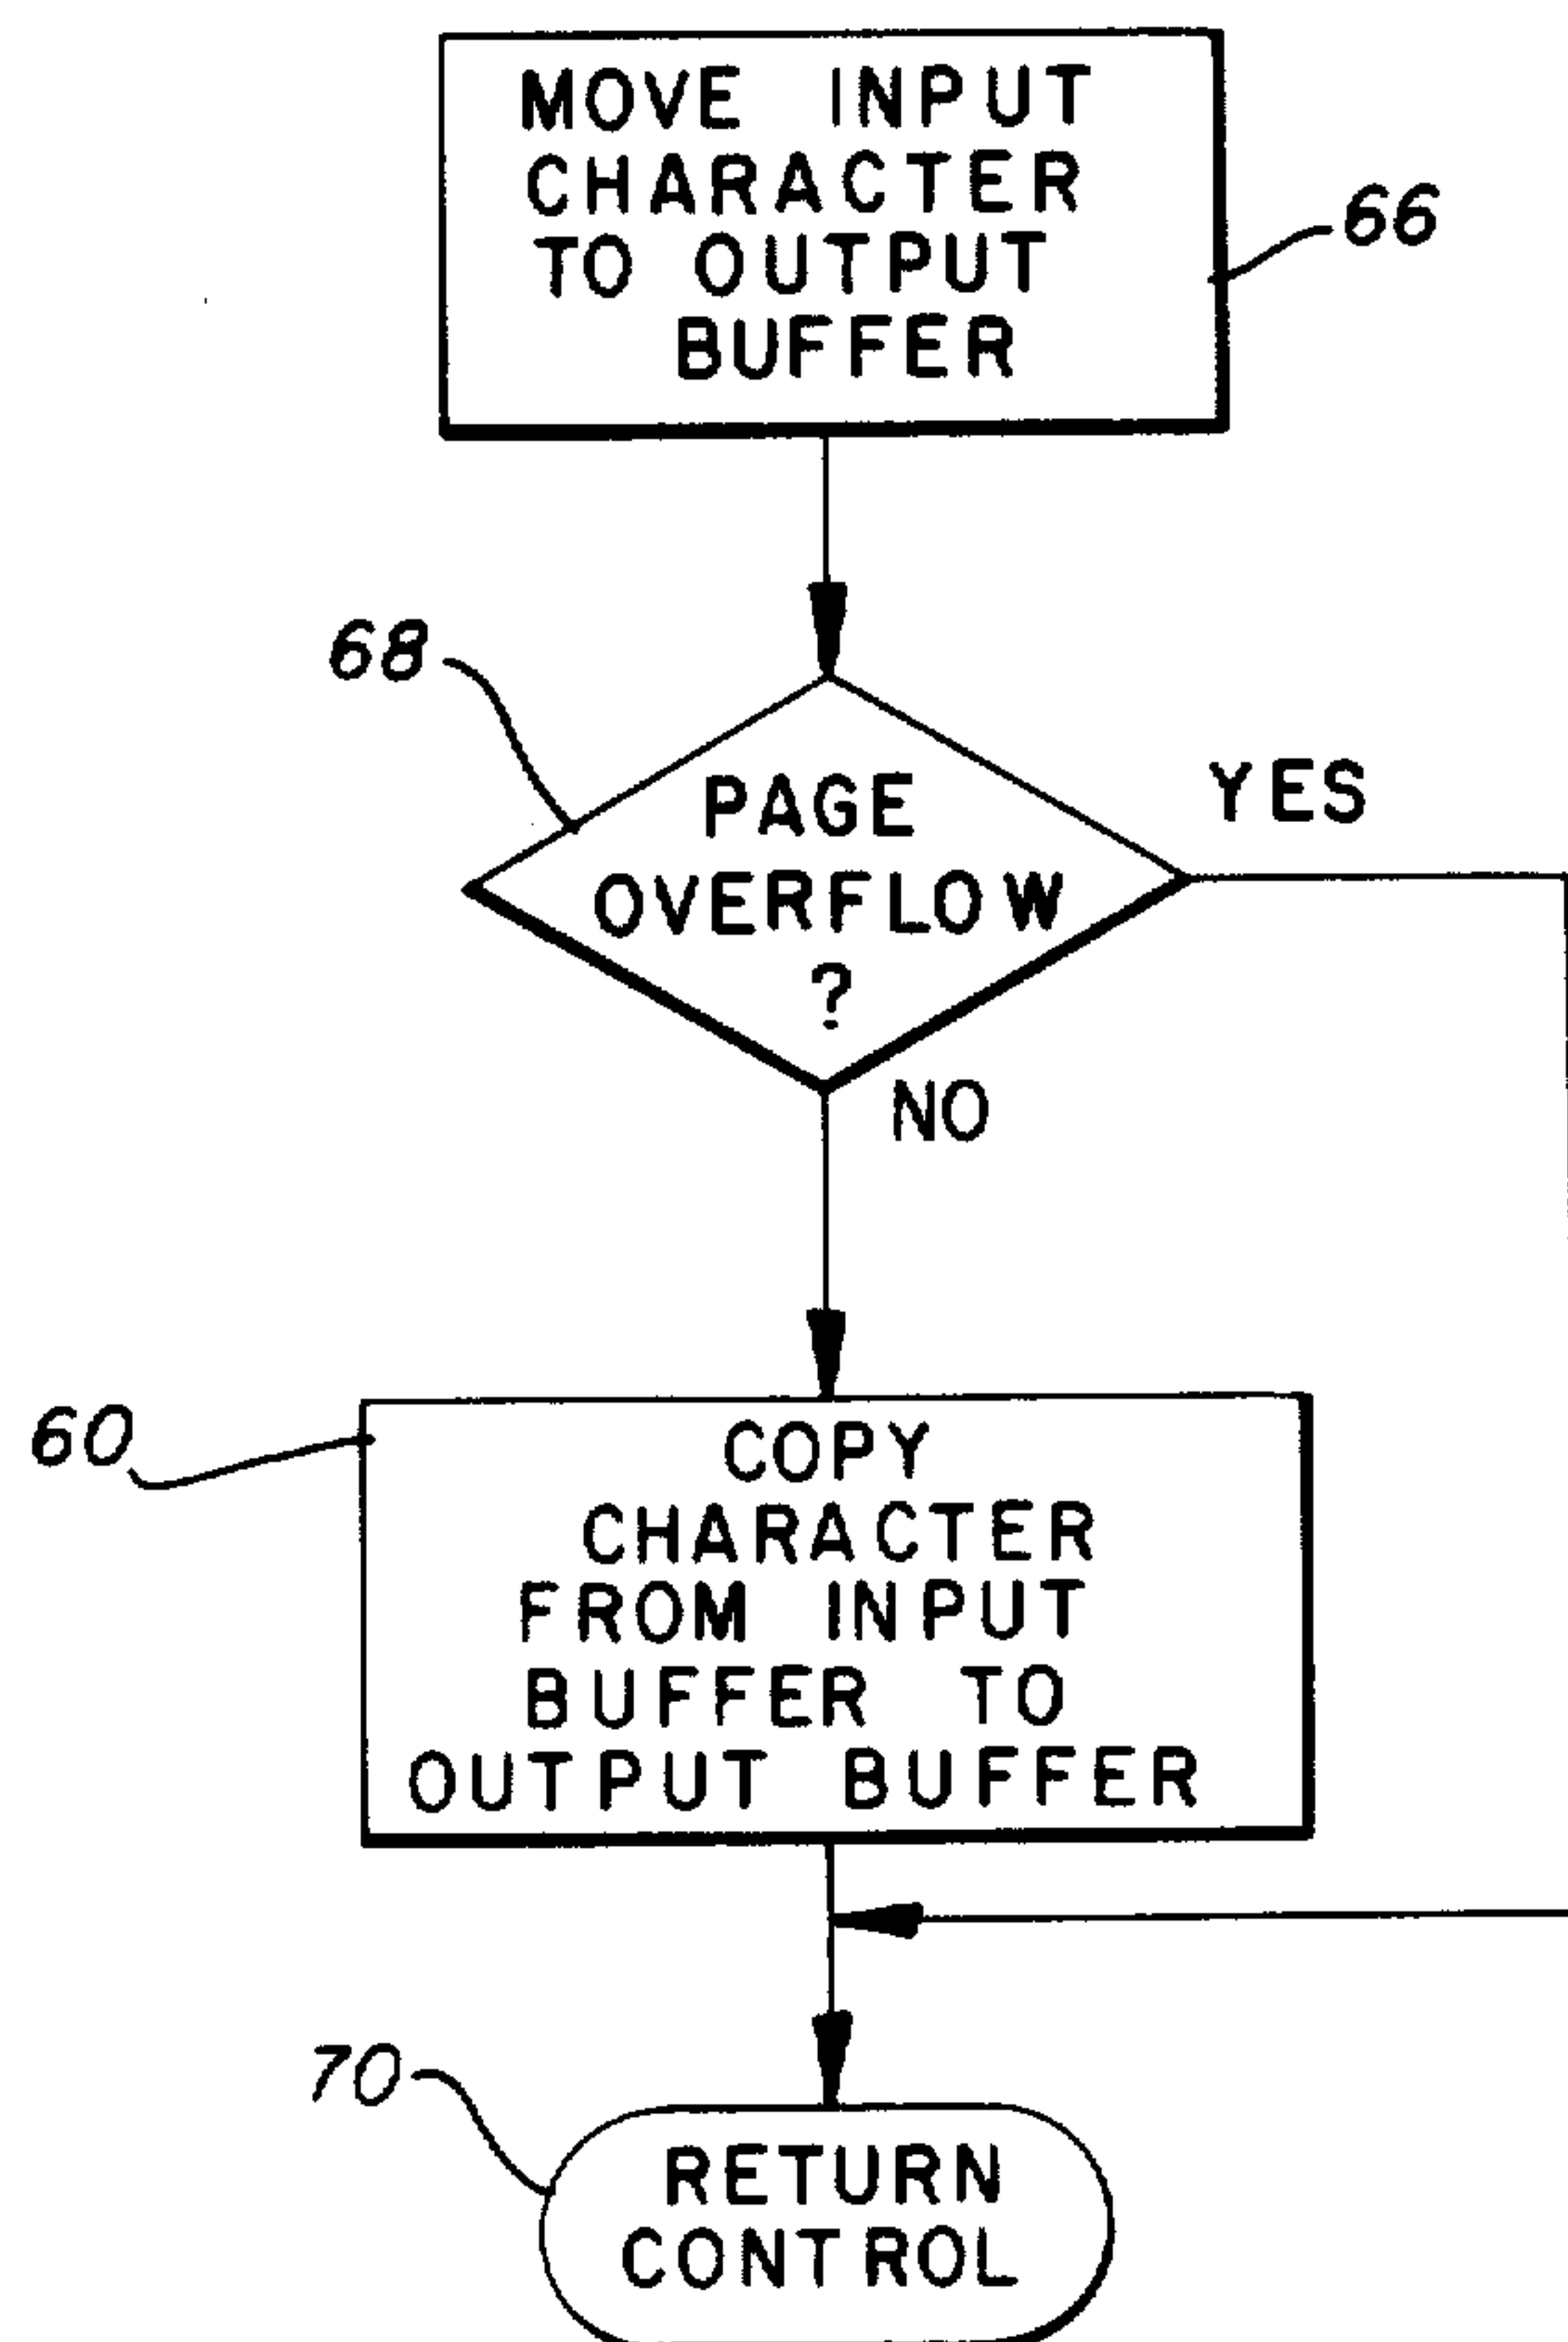 MOVE INPUT
CHARACTER
TO OUTPUT
BUFFER
66
68
PAGE
OVERFLOW
?
YES
NO
60
COPY
CHARACTER
FROM INPUT
BUFFER TO
OUTPUT BUFFER
70
RETURN
CONTROL